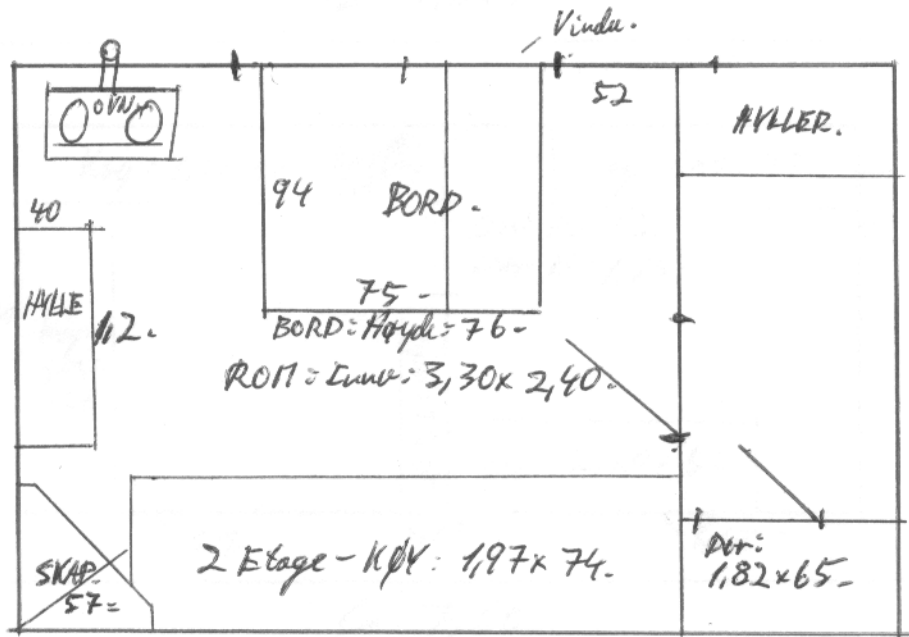 Vindu.
OVN
52
HYLLER.
94
BORD.
40
75-
HYLLE
1,2.
BORD: Høyde: 76-
ROM: Innv: 3,30x 2,40.
2 Etage-KØY: 1,97x 74.
Dør:
1,82x65-
SKAP.
57=